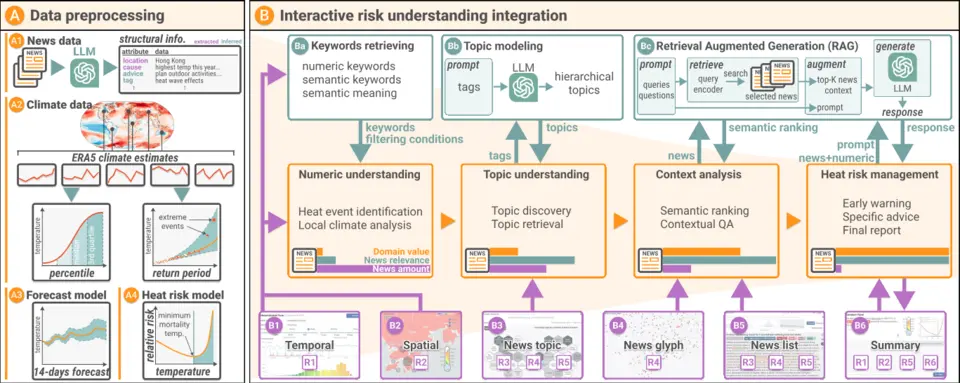 A Data preprocessing
A1 News data
NEWS
LLM
structural info. extracted inferred
attribute data
location Hong Kong
cause highest temp this year...
advice plan outdoor activities...
tag heat wave effects
A2 Climate data
ERA5 climate estimates
temperature
percentile
temperature
extreme
events
return period
A3 Forecast model
temperature
14-days forecast
A4 Heat risk model
relative risk
minimum
mortality
temp.
temperature
B Interactive risk understanding integration
Ba Keywords retrieving
numeric keywords
semantic keywords
semantic meaning
Bb Topic modeling
prompt
tags
LLM
hierarchical
topics
Bc Retrieval Augmented Generation (RAG)
prompt
queries
questions
retrieve
query
encoder
search
NEWS
selected news
augment
top-K news
context
prompt
generate
LLM
response
keywords
filtering conditions
tags
topics
news
semantic ranking
prompt
news+numeric
response
Numeric understanding
Heat event identification
Local climate analysis
NEWS
Domain value
News relevance
News amount
Topic understanding
Topic discovery
Topic retrieval
NEWS
Context analysis
Semantic ranking
Contextual QA
NEWS
Heat risk management
Early warning
Specific advice
Final report
NEWS
B1 Temporal
R1
B2 Spatial
R2
B3 News topic
R3 R4 R5
B4 News glyph
R4
B5 News list
R3 R4 R5
B6 Summary
R1 R2 R5 R6